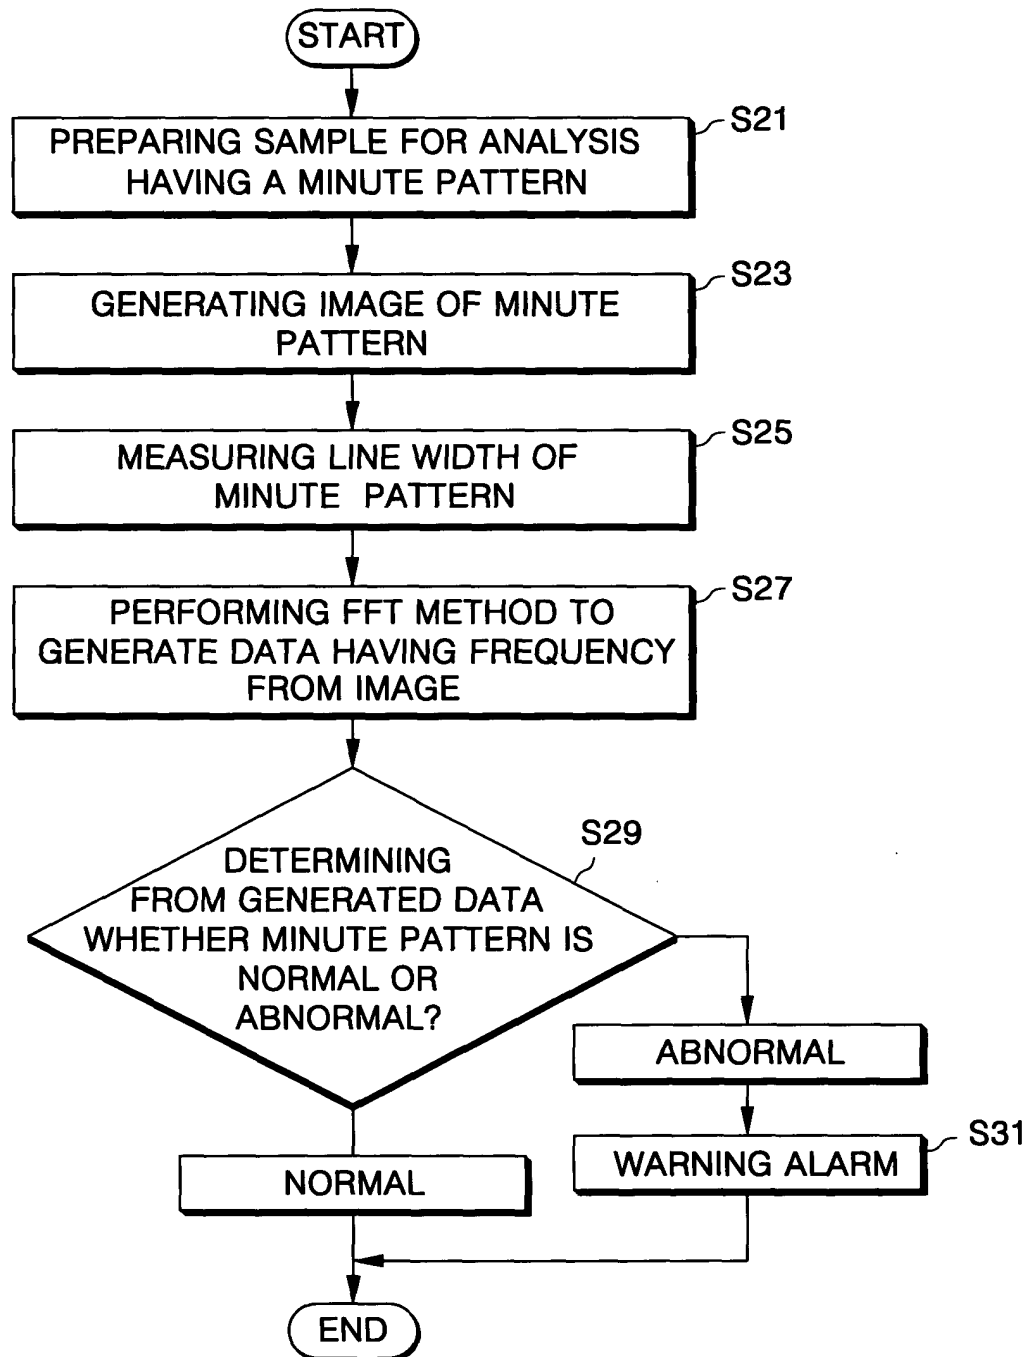 START
S21
PREPARING SAMPLE FOR ANALYSIS
HAVING A MINUTE PATTERN
S23
GENERATING IMAGE OF MINUTE
PATTERN
S25
MEASURING LINE WIDTH OF
MINUTE PATTERN
S27
PERFORMING FFT METHOD TO
GENERATE DATA HAVING FREQUENCY
FROM IMAGE
S29
DETERMINING
FROM GENERATED DATA
WHETHER MINUTE PATTERN IS
NORMAL OR
ABNORMAL?
ABNORMAL
S31
WARNING ALARM
NORMAL
END